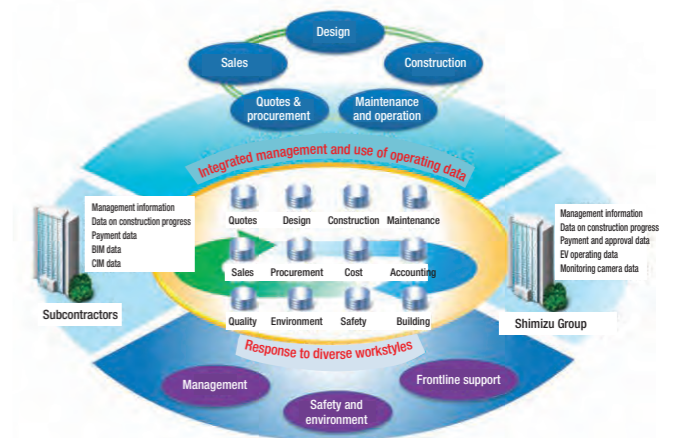 Design
Sales
Construction
Quotes &
procurement
Maintenance
and operation
Integrated management and use of operating data
Management information
Data on construction progress
Payment data
BIM data
CIM data
Subcontractors
Quotes
Design
Construction
Maintenance
Sales
Procurement
Cost
Accounting
Quality
Environment
Safety
Building
Management information
Data on construction progress
Payment and approval data
EV operating data
Monitoring camera data
Shimizu Group
Response to diverse workstyles
Management
Safety and
environment
Frontline support